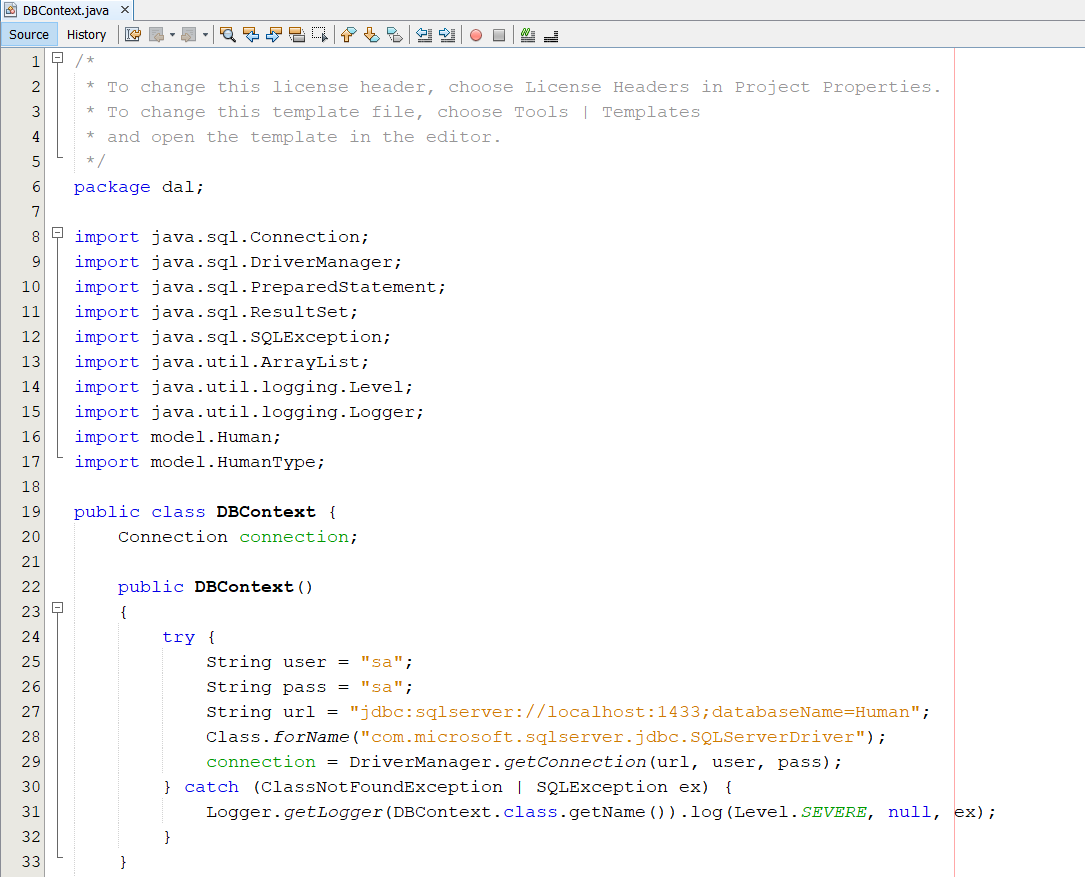 DBContext.java
Source History
1 /*
2 * To change this license header, choose License Headers in Project Properties.
3 * To change this template file, choose Tools | Templates
4 * and open the template in the editor.
5 */
6 package dal;
7
8 import java.sql.Connection;
9 import java.sql.DriverManager;
10 import java.sql.PreparedStatement;
11 import java.sql.ResultSet;
12 import java.sql.SQLException;
13 import java.util.ArrayList;
14 import java.util.logging.Level;
15 import java.util.logging.Logger;
16 import model.Human;
17 import model.HumanType;
18
19 public class DBContext {
20     Connection connection;
21
22     public DBContext()
23     {
24         try {
25             String user = "sa";
26             String pass = "sa";
27             String url = "jdbc:sqlserver://localhost:1433;databaseName=Human";
28             Class.forName("com.microsoft.sqlserver.jdbc.SQLServerDriver");
29             connection = DriverManager.getConnection(url, user, pass);
30         } catch (ClassNotFoundException | SQLException ex) {
31             Logger.getLogger(DBContext.class.getName()).log(Level.SEVERE, null, ex);
32         }
33     }